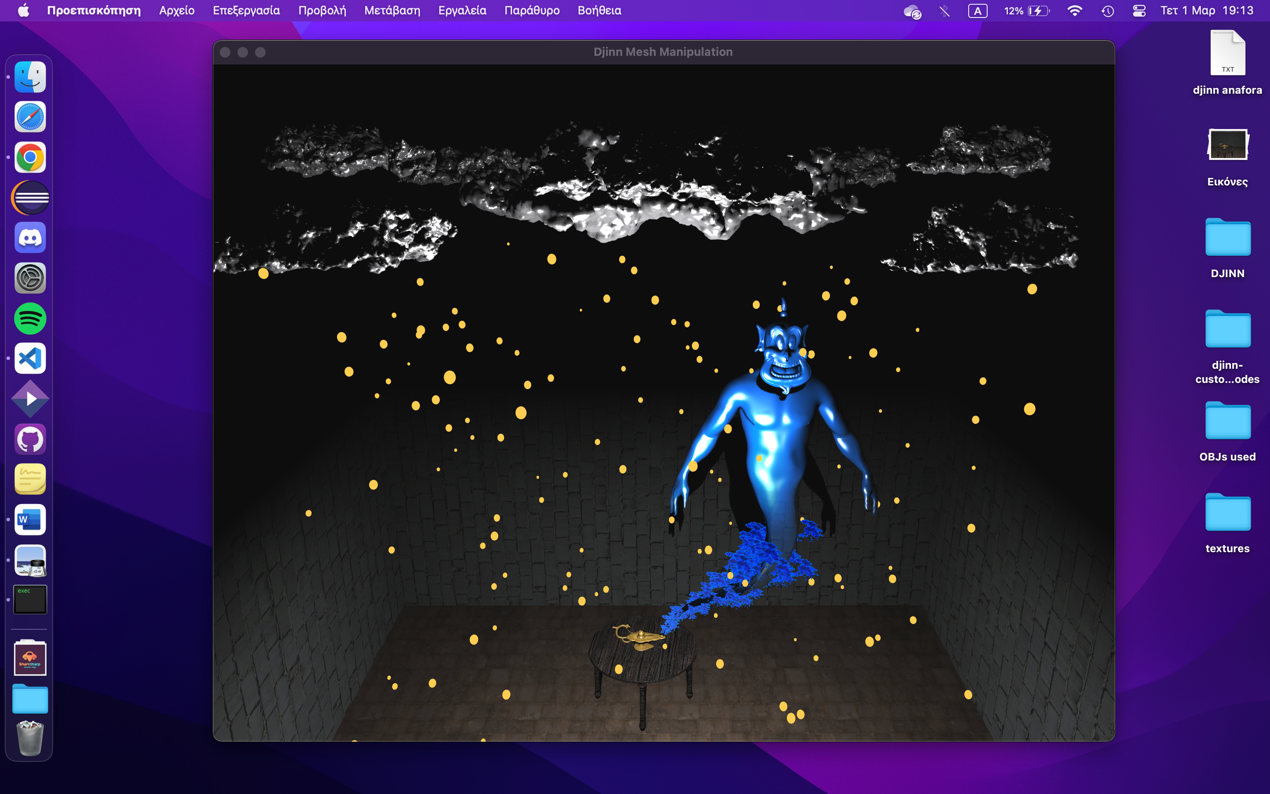 Προεπισκόπηση Αρχείο Επεξεργασία Προβολή Μετάβαση Εργαλεία Παράθυρο Βοήθεια A 12% Τετ 1 Μαρ 19:13
Djinn Mesh Manipulation
TXT
djinn anafora
Εικόνες
DJINN
djinn-
custo...odes
OBJs used
textures
W
exec